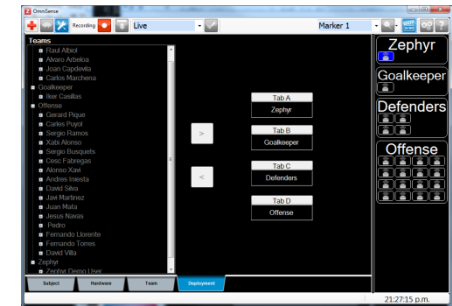 OmniSense
Recording
Live
Marker 1
Teams
Raul Albiol
Alvaro Arbeloa
Joan Capdevila
Carlos Marchena
Goalkeeper
Iker Casillas
Offense
Gerard Pique
Carles Puyol
Sergio Ramos
Xabi Alonso
Sergio Busquets
Cesc Fabregas
Alonso Xavi
Andres Iniesta
David Silva
Javi Martinez
Juan Mata
Jesus Navas
Pedro
Fernando Llorente
Fernando Torres
David Villa
Zephyr
Zephyr Demo User
>
<
Tab A
Zephyr
Tab B
Goalkeeper
Tab C
Defenders
Tab D
Offense
Zephyr
Goalkeeper
Defenders
Offense
Subject
Hardware
Team
Deployment
21:27:15 p.m.